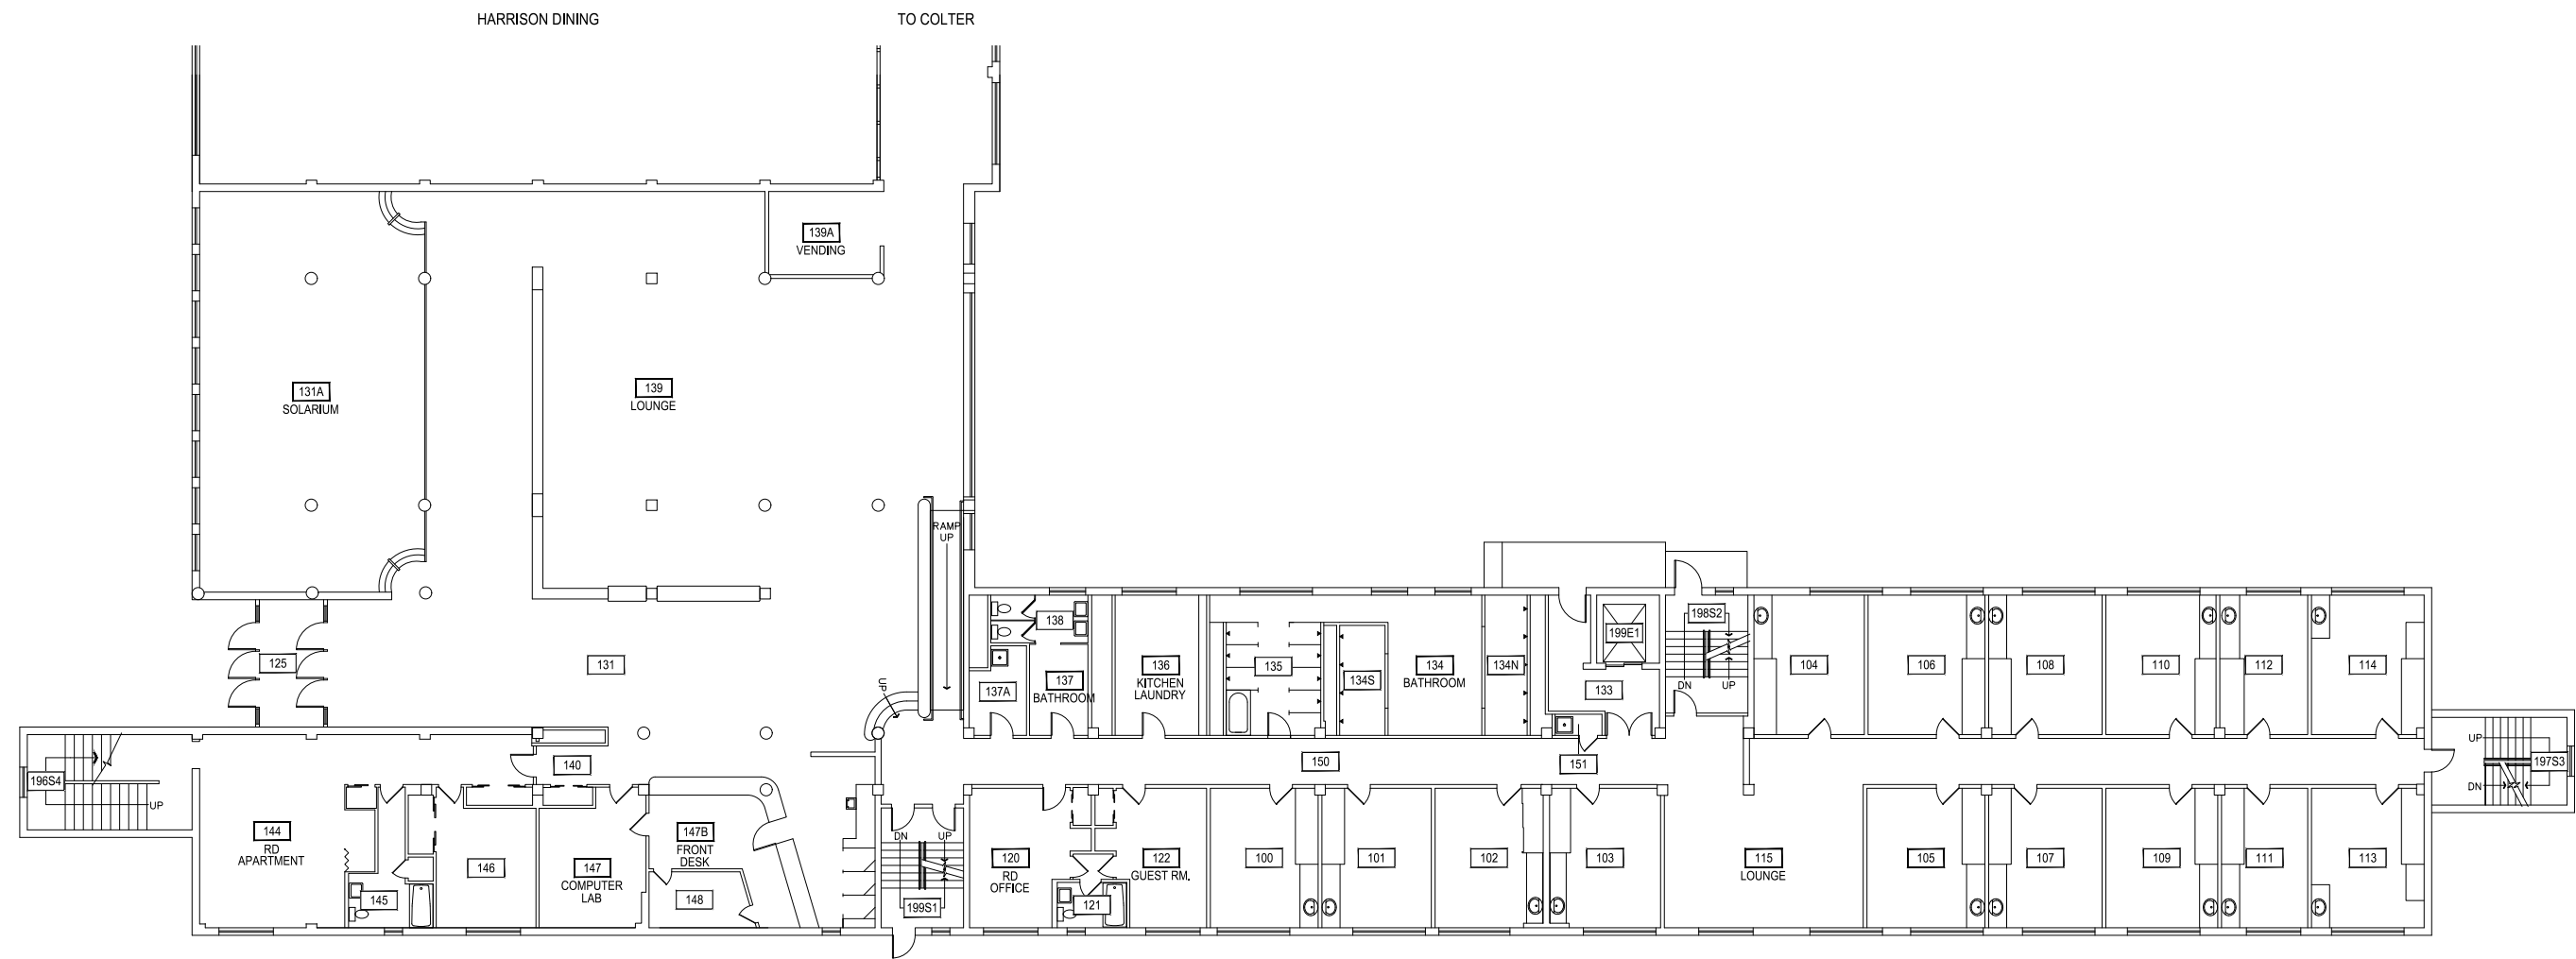 HARRISON DINING
TO COLTER
139A
VENDING
131A
SOLARIUM
139
LOUNGE
RAMP
UP
UP
125
131
138
137A
137
BATHROOM
136
KITCHEN
LAUNDRY
135
134S
134
BATHROOM
134N
133
199E1
198S2
DN
UP
104
106
108
110
112
114
196S4
UP
140
150
151
UP
DN
197S3
144
RD
APARTMENT
145
146
147
COMPUTER
LAB
147B
FRONT
DESK
148
DN
UP
199S1
120
RD
OFFICE
121
122
GUEST RM.
100
101
102
103
115
LOUNGE
105
107
109
111
113